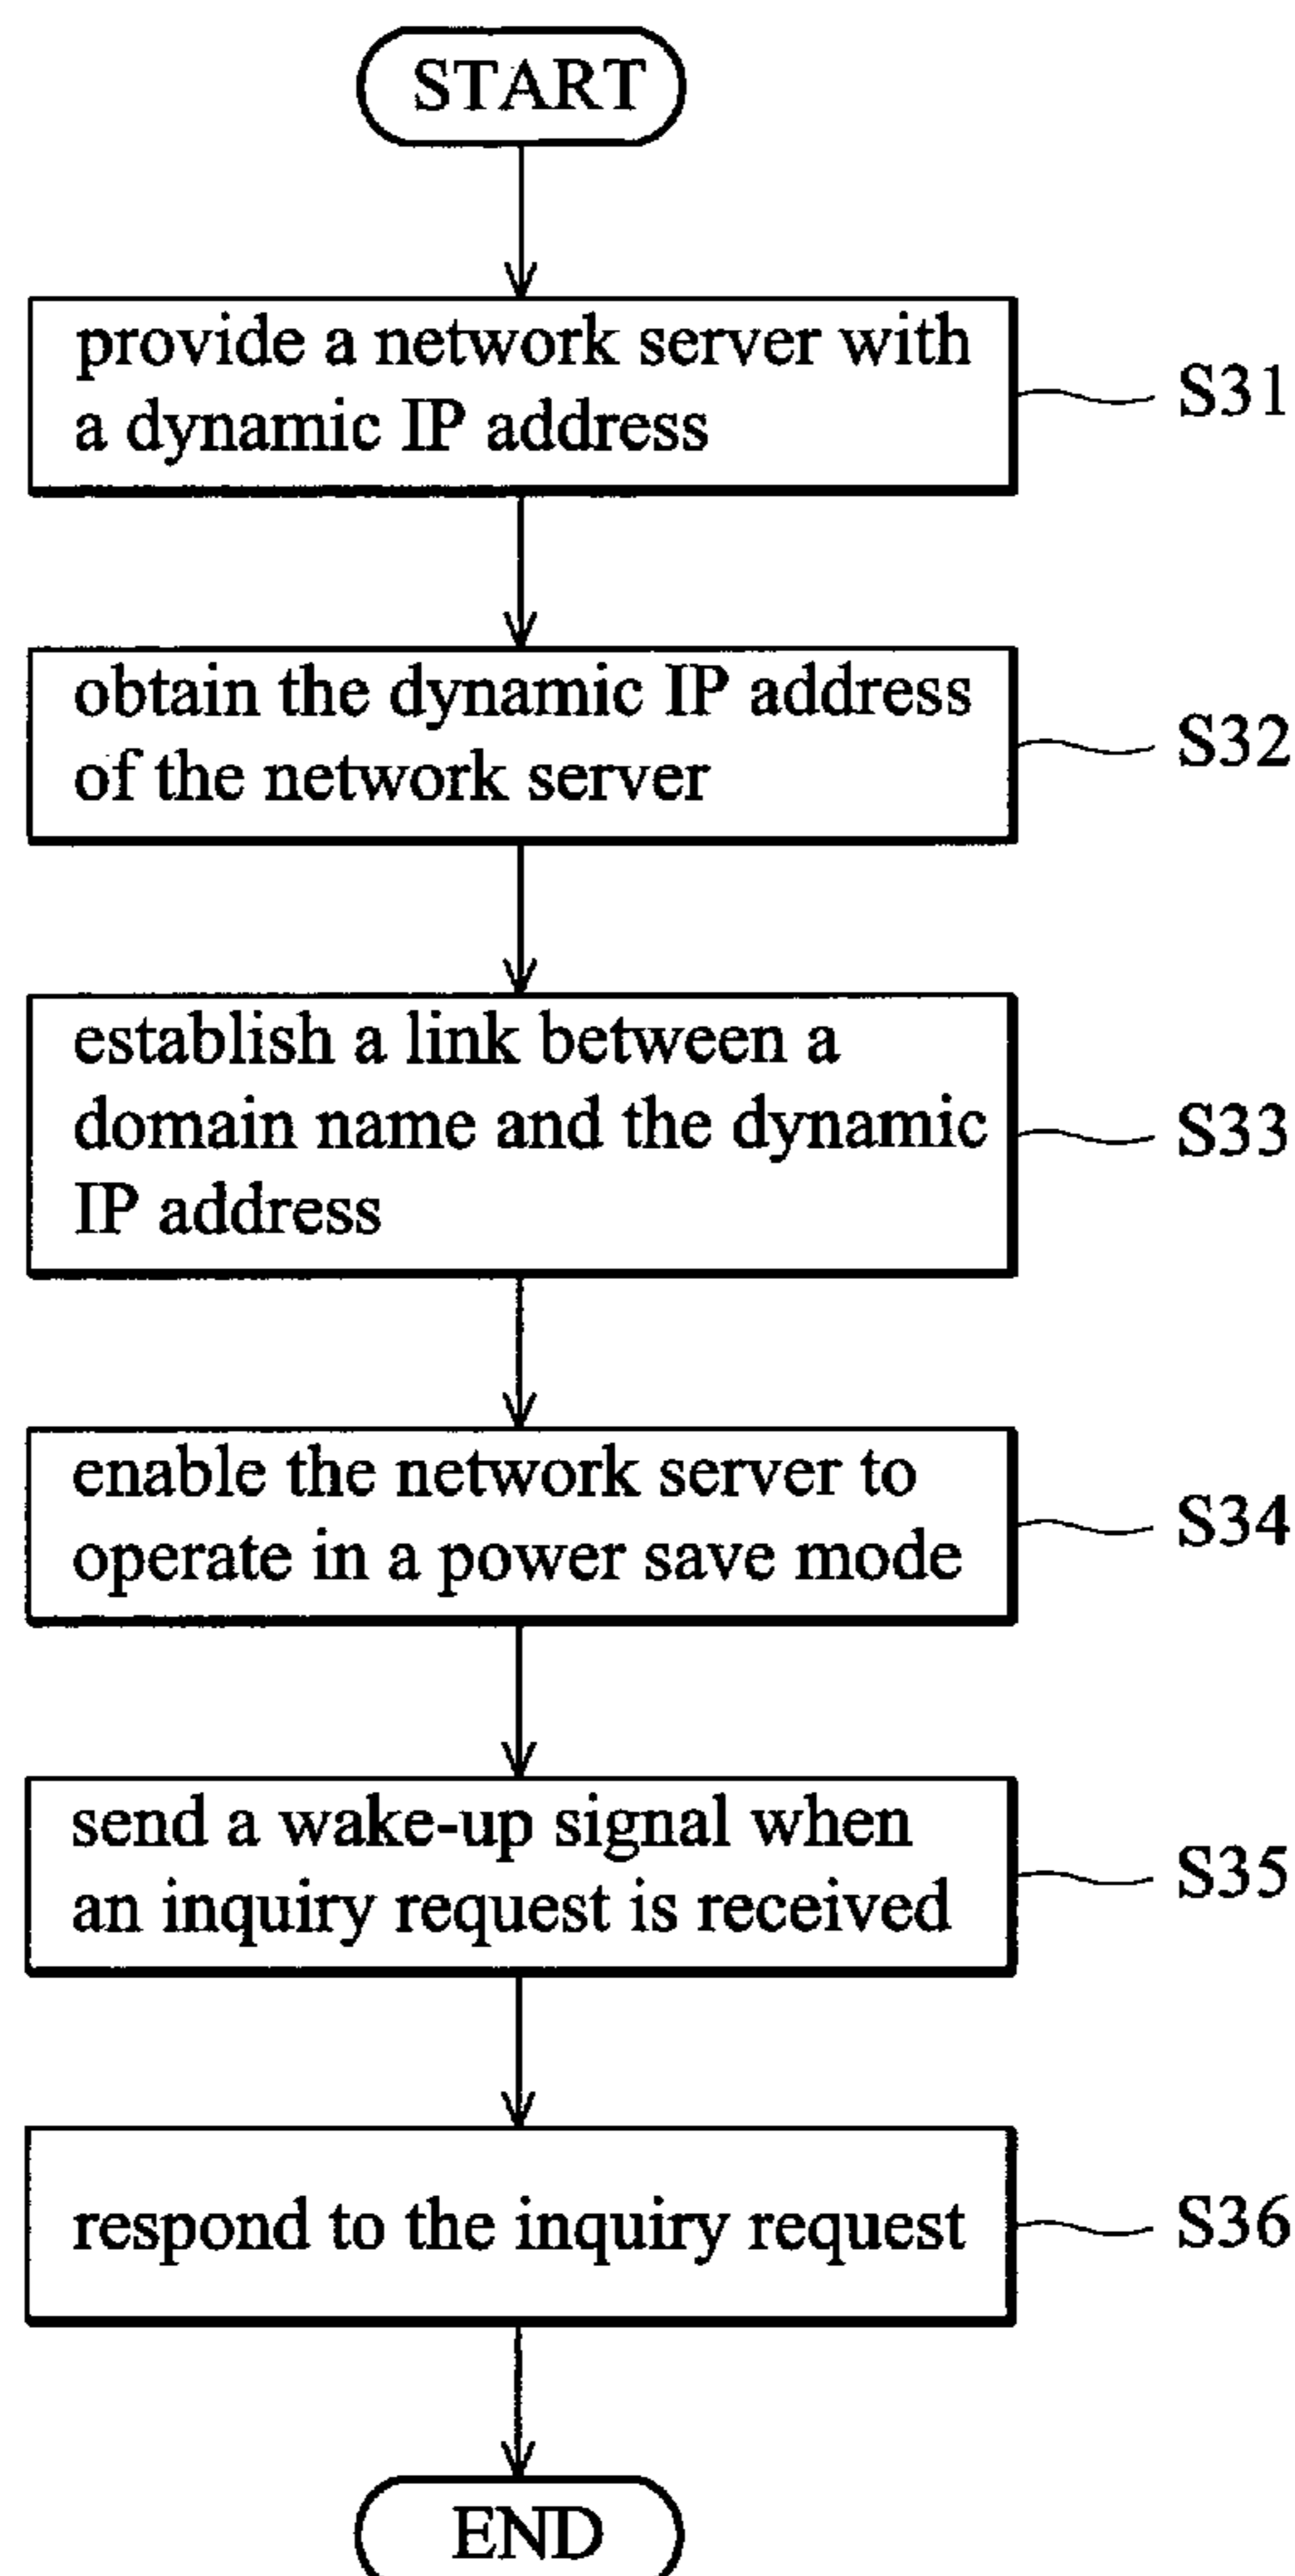 START
provide a network server with
a dynamic IP address
S31
obtain the dynamic IP address
of the network server
S32
establish a link between a
domain name and the dynamic
IP address
S33
enable the network server to
operate in a power save mode
S34
send a wake-up signal when
an inquiry request is received
S35
respond to the inquiry request
S36
END